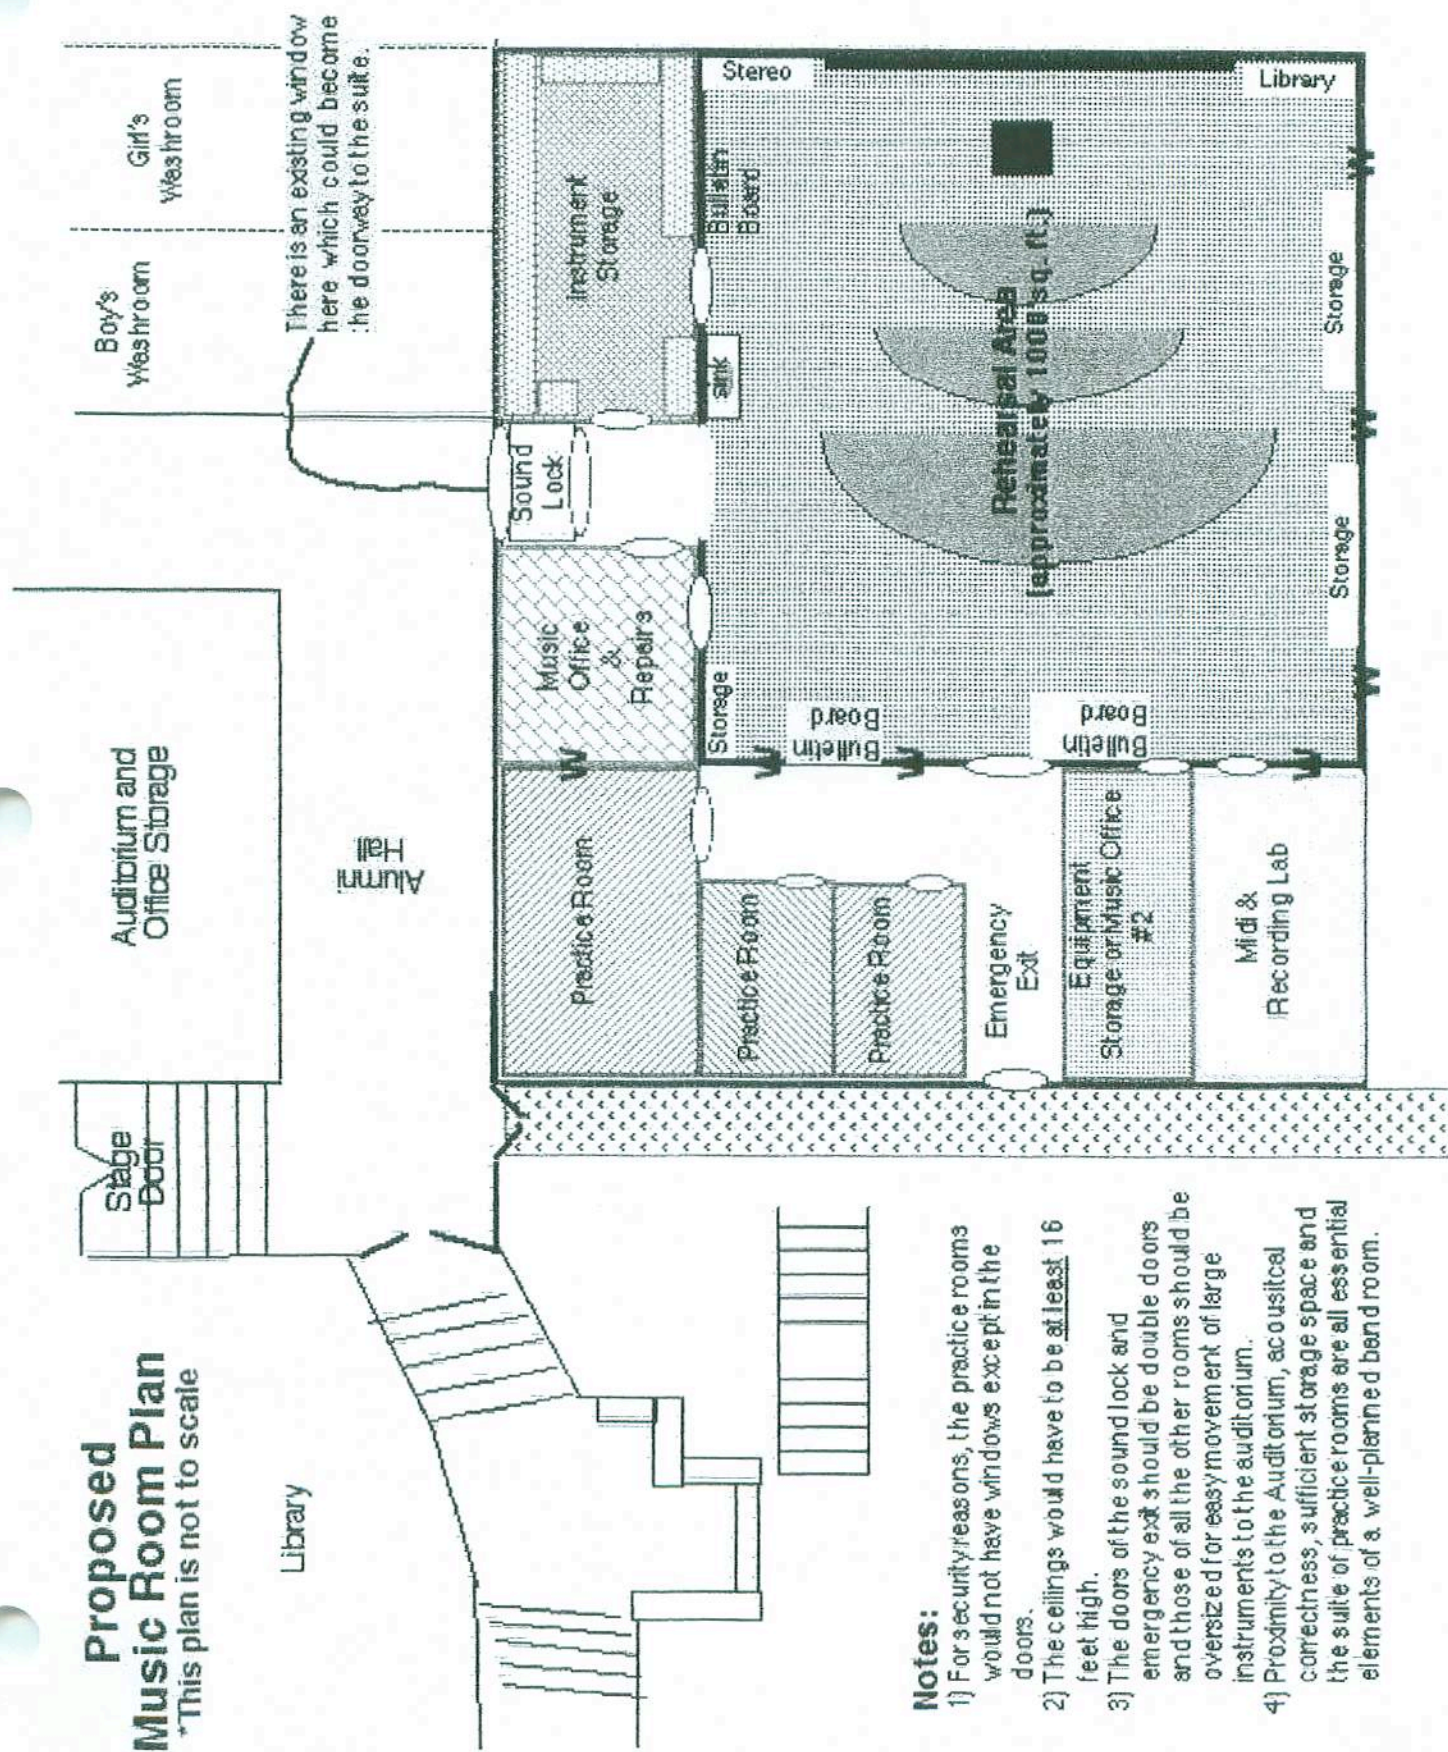 Proposed
Music Room Plan
*This plan is not to scale
Library
Stage
Door
Auditorium and
Office Storage
Alumni
Hall
Boy's
Washroom
Girl's
Washroom
There is an existing window
here which could become
the doorway to the suite.
Practice Room
W
Music
Office
&
Repairs
Sound
Lock
Instrument
Storage
Practice Room
Practice Room
Emergency
Exit
Equipment
Storage or Music Office
#2
Midi &
Recording Lab
Storage
sink
Bulletin
Board
Stereo
W
Bulletin
Board
W
Bulletin
Board
W
Rehearsal Area
(approximately 1000 sq. ft.)
Library
Storage
Storage
W
W
W
Notes:
1) For security reasons, the practice rooms
would not have windows except in the
doors.
2) The ceilings would have to be at least 16
feet high.
3) The doors of the sound lock and
emergency exit should be double doors
and those of all the other rooms should be
oversized for easy movement of large
instruments to the auditorium.
4) Proximity to the Auditorium, acousitcal
correctness, sufficient storage space and
the suite of practice rooms are all essential
elements of a well-planned band room.